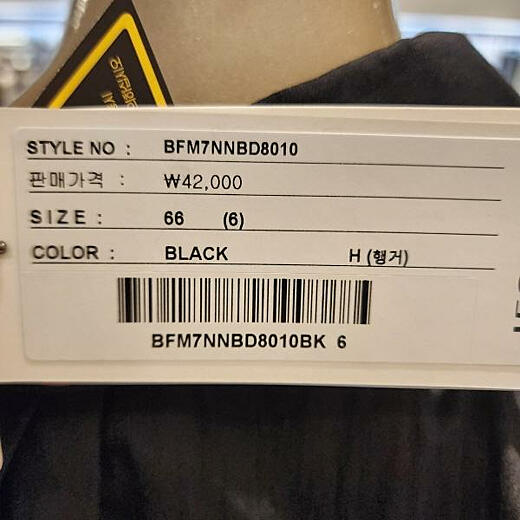 STYLE NO : BFM7NNBD8010
판매가격 : ₩42,000
SIZE : 66 (6)
COLOR : BLACK H (행거)
BFM7NNBD8010BK 6